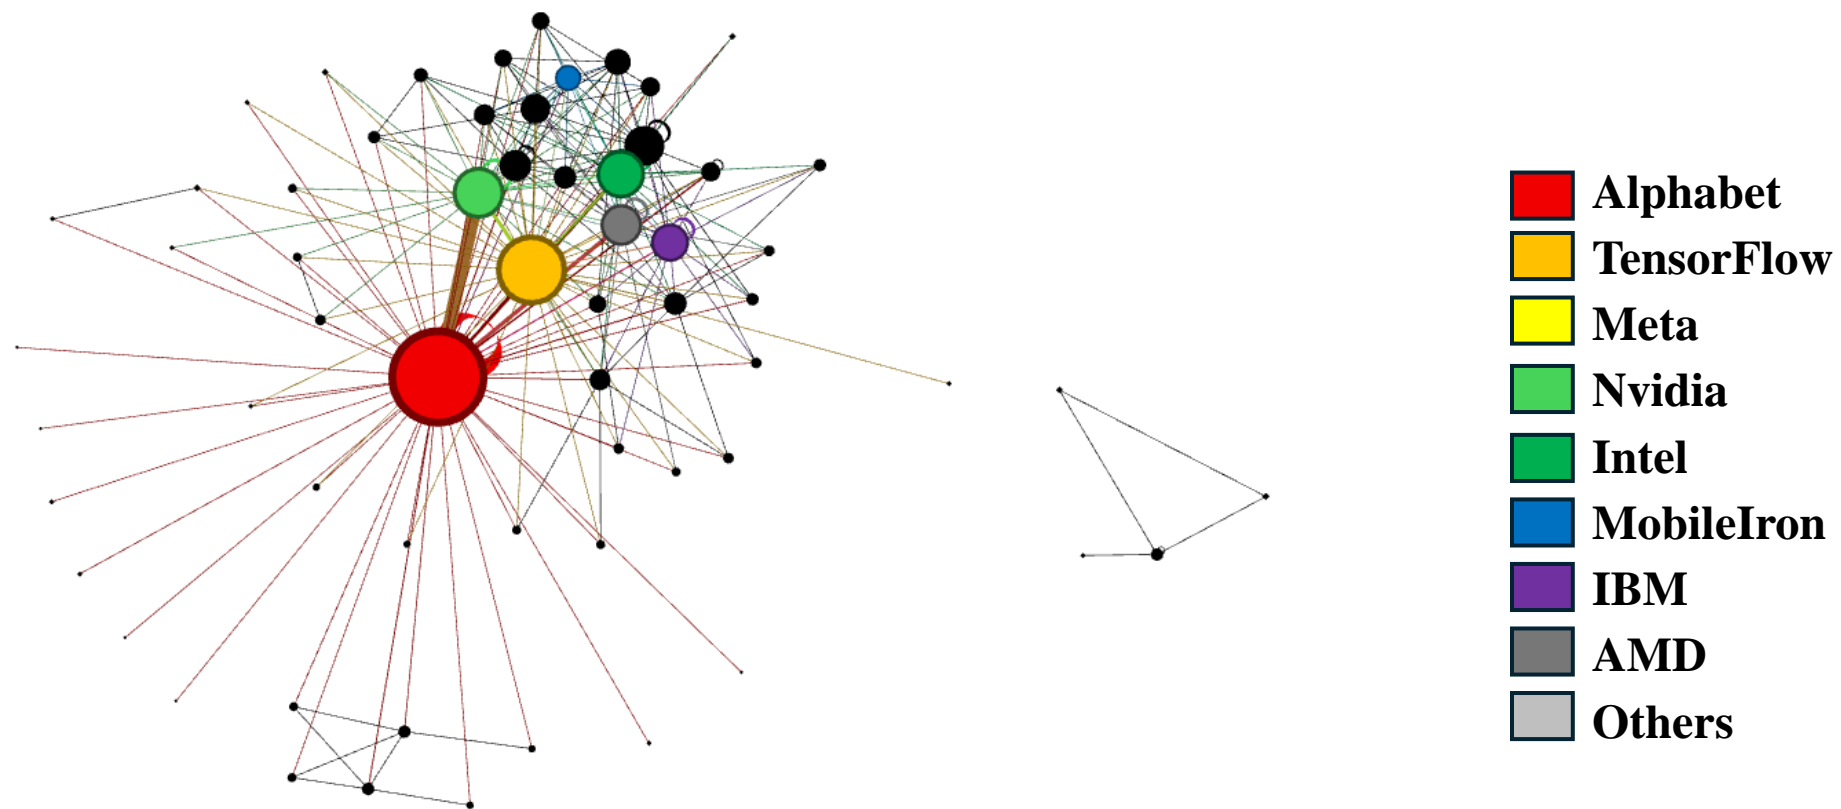 Alphabet
TensorFlow
Meta
Nvidia
Intel
MobileIron
IBM
AMD
Others